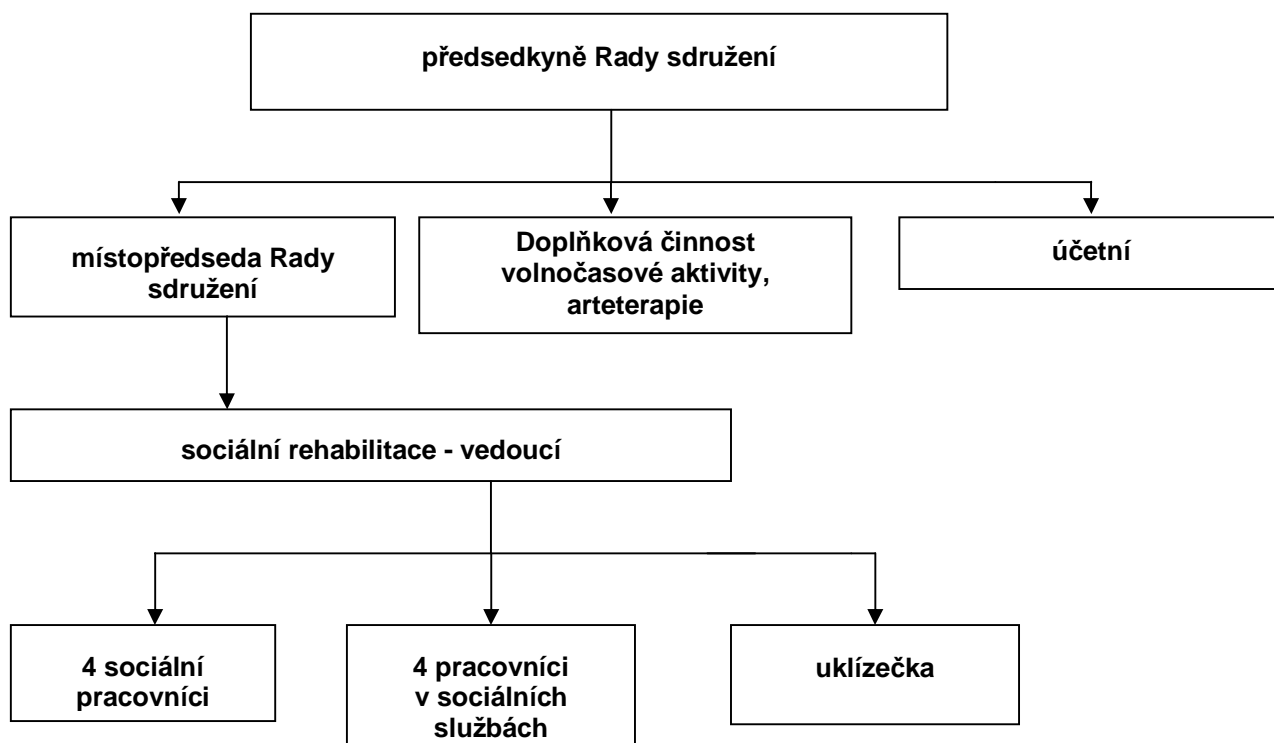 předsedkyně Rady sdružení
místopředseda Rady
sdružení
Doplňková činnost
volnočasové aktivity,
arteterapie
účetní
sociální rehabilitace - vedoucí
4 sociální
pracovníci
4 pracovníci
v sociálních
službách
uklízečka